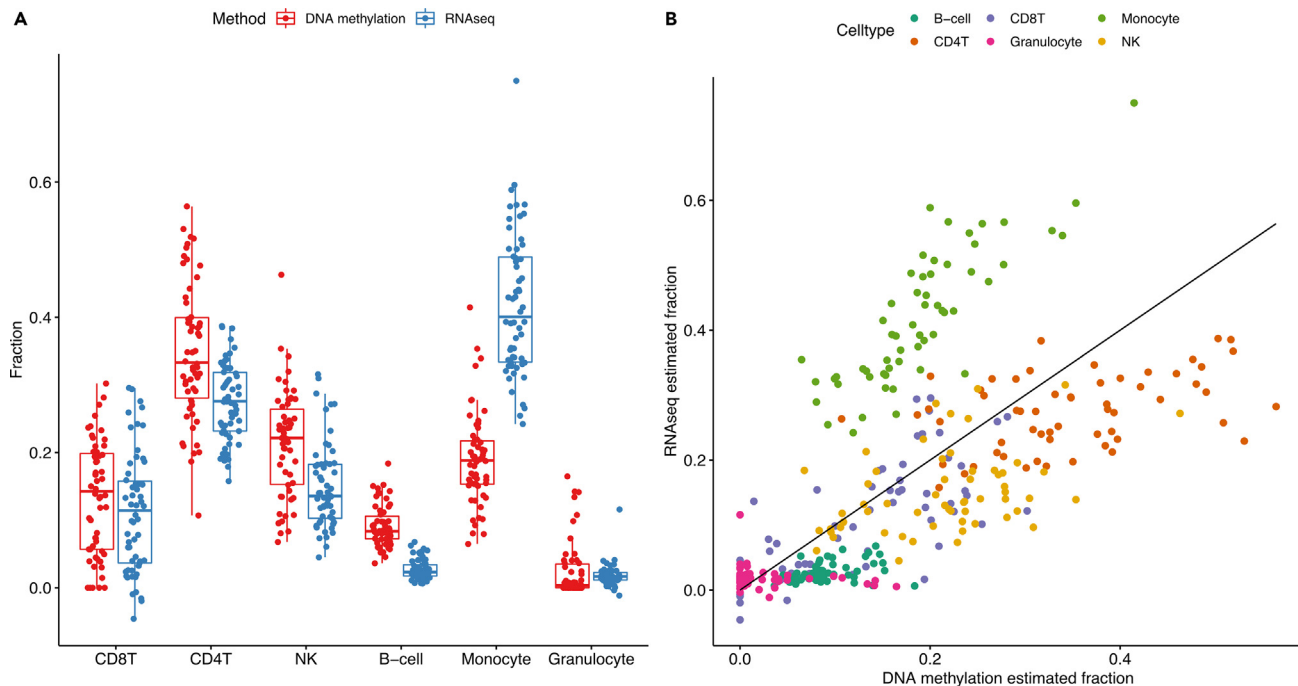 A
Method DNA methylation RNAseq
Fraction
0.6
0.4
0.2
0.0
CD8T CD4T NK B−cell Monocyte Granulocyte
B
Celltype
B−cell CD8T Monocyte
CD4T Granulocyte NK
RNAseq estimated fraction
0.6
0.4
0.2
0.0
0.0 0.2 0.4
DNA methylation estimated fraction